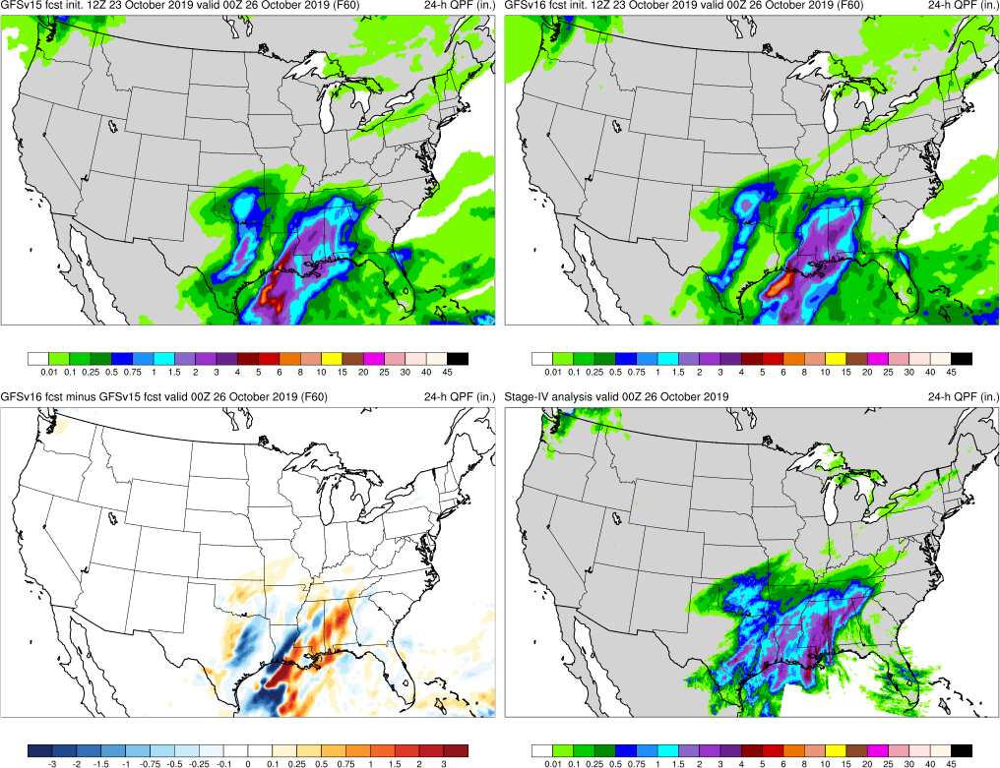 GFSv15 fcst init. 12Z 23 October 2019 valid 00Z 26 October 2019 (F60) 24-h QPF (in.)
GFSv16 fcst init. 12Z 23 October 2019 valid 00Z 26 October 2019 (F60) 24-h QPF (in.)
0.01 0.1 0.25 0.5 0.75 1 1.5 2 3 4 5 6 8 10 15 20 25 30 35 40 45
0.01 0.1 0.25 0.5 0.75 1 1.5 2 3 4 5 6 8 10 15 20 25 30 35 40 45
GFSv16 fcst minus GFSv15 fcst valid 00Z 26 October 2019 (F60) 24-h QPF (in.)
Stage-IV analysis valid 00Z 26 October 2019 24-h QPF (in.)
-3 -2 -1.5 -1 -0.75 -0.5 -0.25 -0.1 0 0.1 0.25 0.5 0.75 1 1.5 2 3
0.01 0.1 0.25 0.5 0.75 1 1.5 2 3 4 5 6 8 10 15 20 25 30 35 40 45